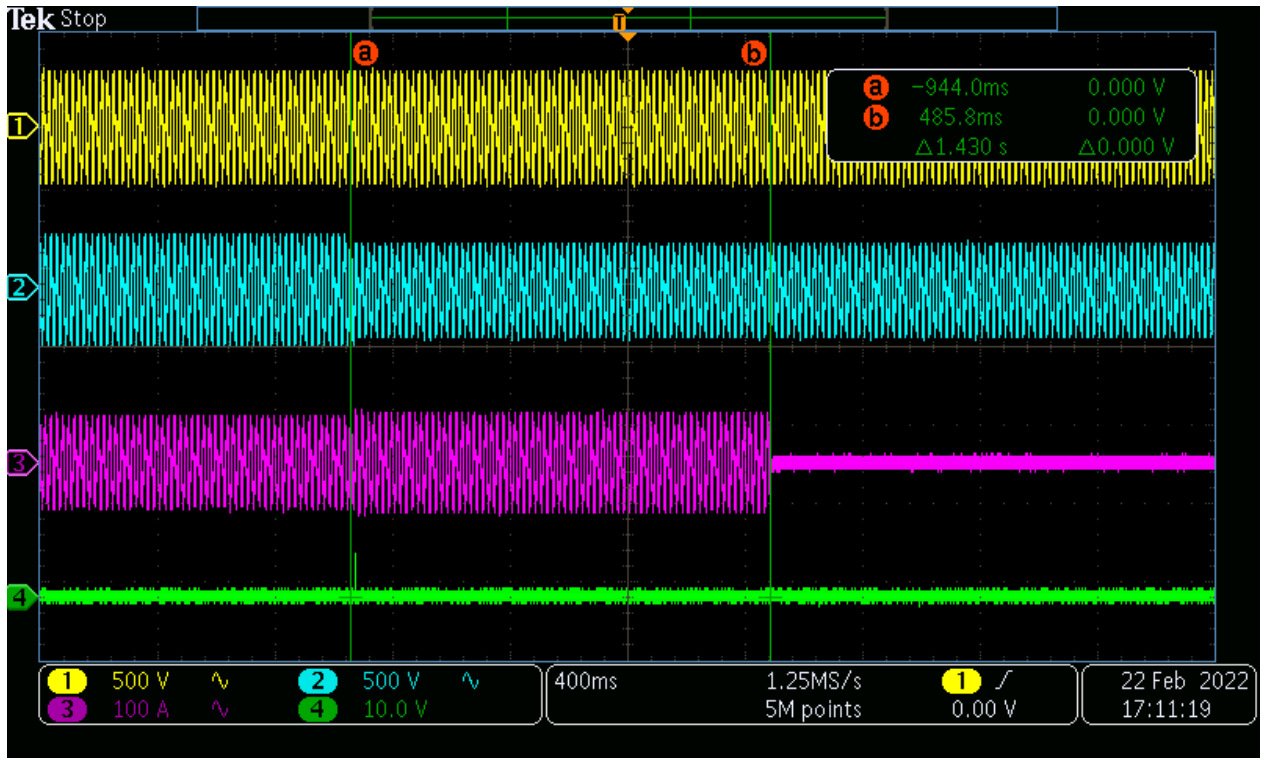 Tek Stop
T
a b
a -944.0ms 0.000 V
b 485.8ms 0.000 V
△1.430 s △0.000 V
1
2
3
4
1 500 V 2 500 V 400ms 1.25MS/s 1 22 Feb 2022
3 100 A 4 10.0 V 5M points 0.00 V 17:11:19